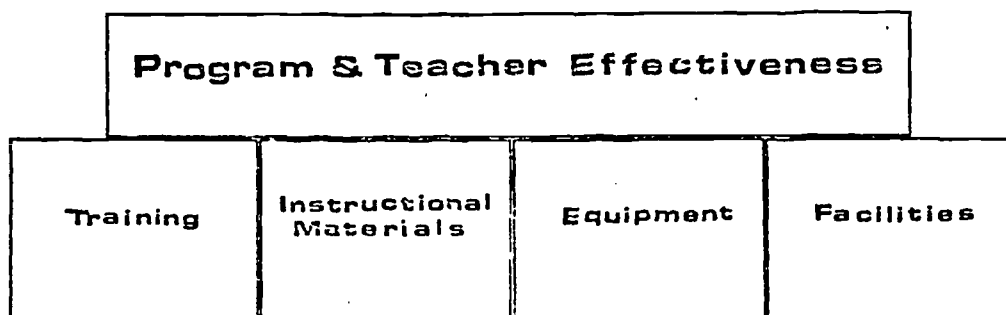 Program & Teacher Effectiveness
Training
Instructional
Materials
Equipment
Facilities